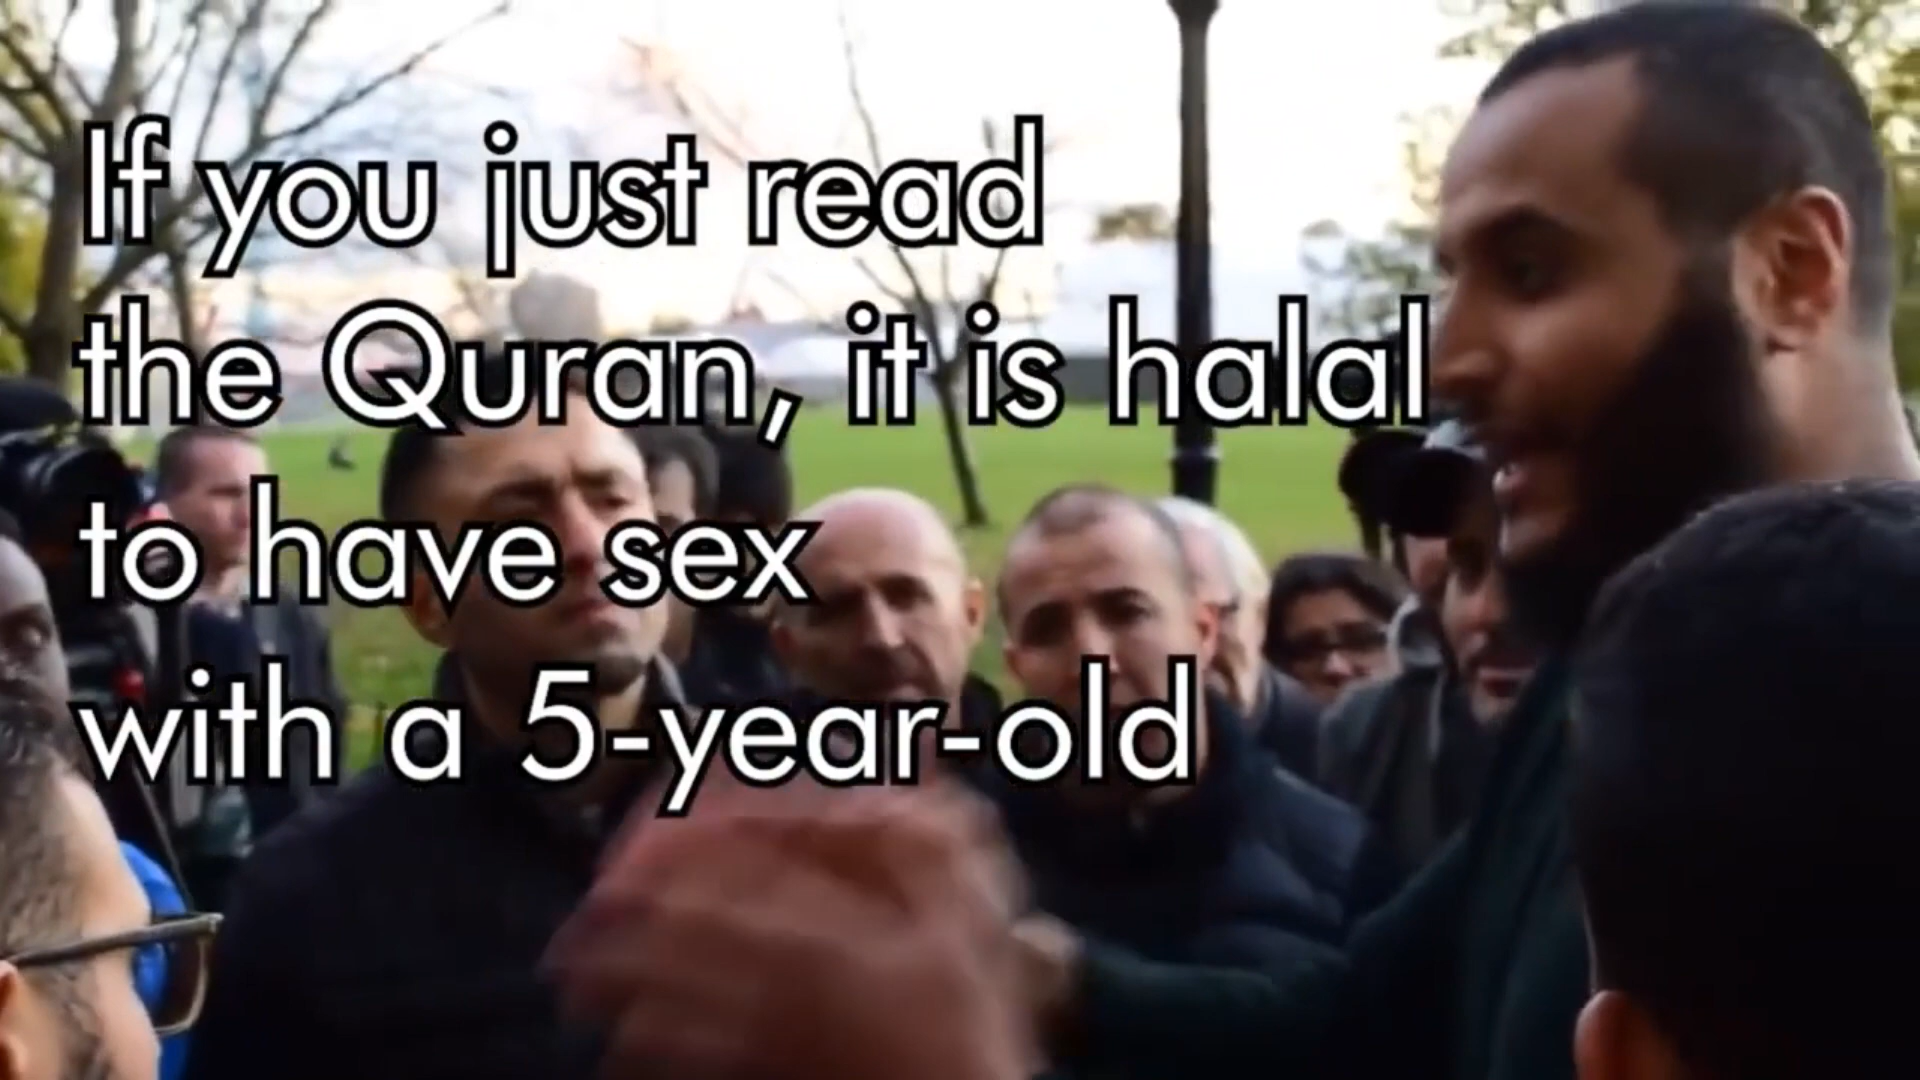 If you just read
the Quran, it is halal
to have sex
with a 5-year-old